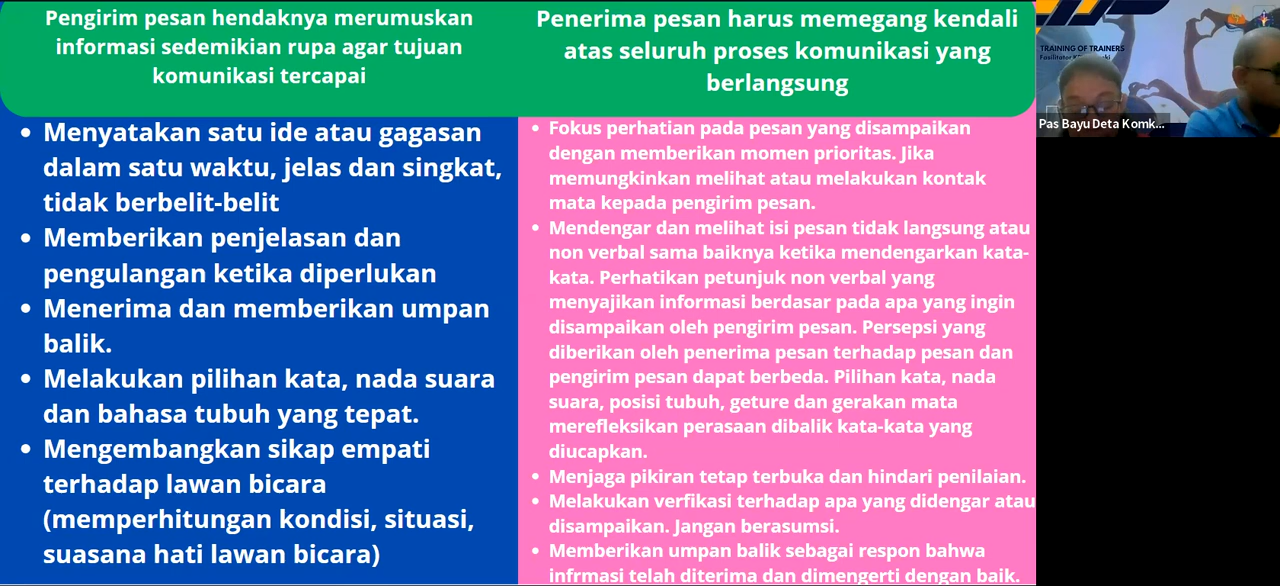 Pengirim pesan hendaknya merumuskan
informasi sedemikian rupa agar tujuan
komunikasi tercapai
Menyatakan satu ide atau gagasan
dalam satu waktu, jelas dan singkat,
tidak berbelit-belit
Memberikan penjelasan dan
pengulangan ketika diperlukan
Menerima dan memberikan umpan
balik.
Melakukan pilihan kata, nada suara
dan bahasa tubuh yang tepat.
Mengembangkan sikap empati
terhadap lawan bicara
(memperhitungan kondisi, situasi,
suasana hati lawan bicara)
Penerima pesan harus memegang kendali
atas seluruh proses komunikasi yang
berlangsung
Fokus perhatian pada pesan yang disampaikan
dengan memberikan momen prioritas. Jika
memungkinkan melihat atau melakukan kontak
mata kepada pengirim pesan.
Mendengar dan melihat isi pesan tidak langsung atau
non verbal sama baiknya ketika mendengarkan kata-
kata. Perhatikan petunjuk non verbal yang
menyajikan informasi berdasar pada apa yang ingin
disampaikan oleh pengirim pesan. Persepsi yang
diberikan oleh penerima pesan terhadap pesan dan
pengirim pesan dapat berbeda. Pilihan kata, nada
suara, posisi tubuh, geture dan gerakan mata
merefleksikan perasaan dibalik kata-kata yang
diucapkan.
Menjaga pikiran tetap terbuka dan hindari penilaian.
Melakukan verfikasi terhadap apa yang didengar atau
disampaikan. Jangan berasumsi.
Memberikan umpan balik sebagai respon bahwa
infrmasi telah diterima dan dimengerti dengan baik.
TRAINING OF TRAINERS
Pas Bayu Deta Komk...